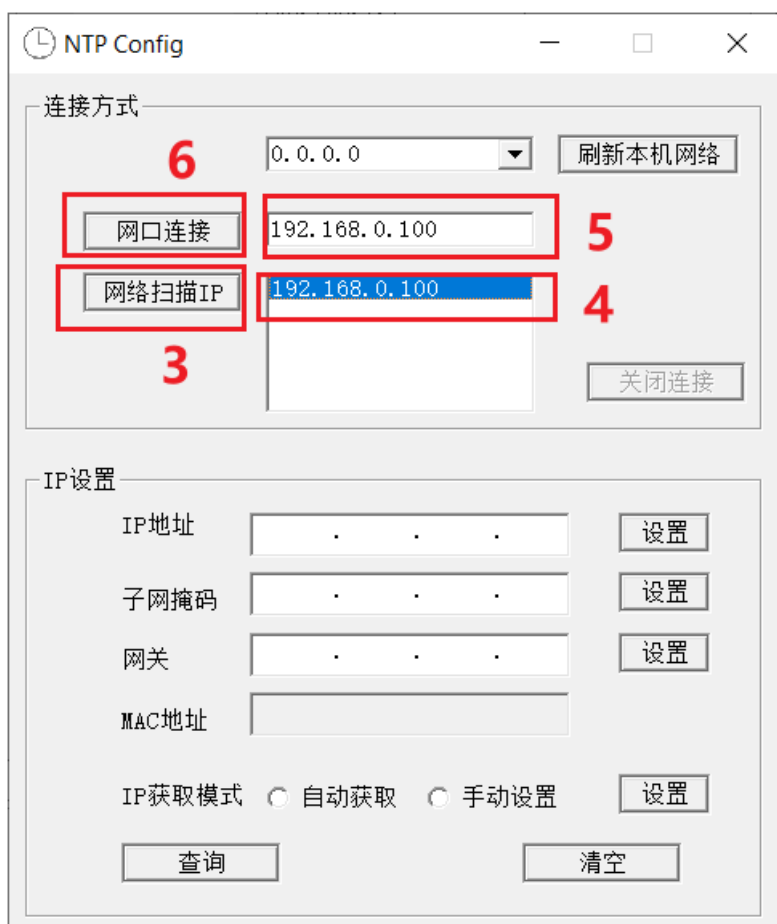 NTP Config
连接方式
6
0.0.0.0
刷新本机网络
网口连接
192.168.0.100
5
网络扫描IP
192.168.0.100
4
3
关闭连接
IP设置
IP地址 . . . 设置
子网掩码 . . . 设置
网关 . . . 设置
MAC地址
IP获取模式 自动获取 手动设置 设置
查询 清空